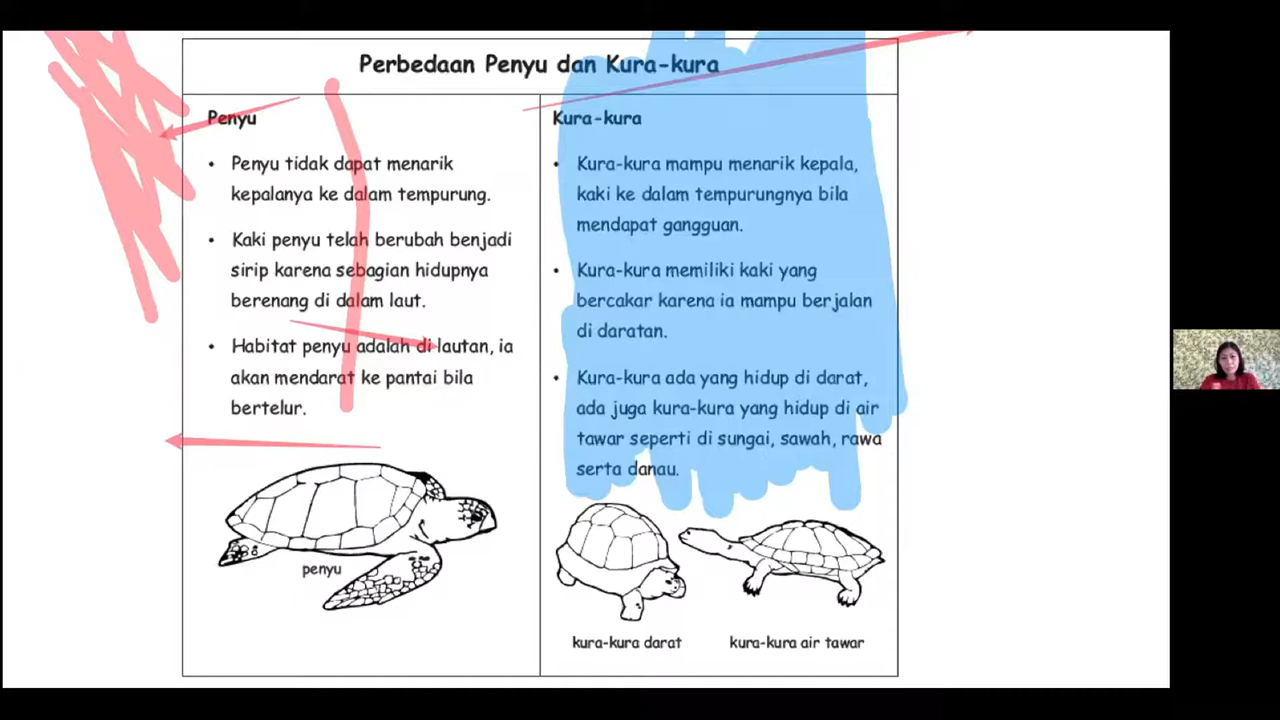 Perbedaan Penyu dan Kura-kura
Penyu
• Penyu tidak dapat menarik
kepalanya ke dalam tempurung.
• Kaki penyu telah berubah benjadi
sirip karena sebagian hidupnya
berenang di dalam laut.
• Habitat penyu adalah di lautan, ia
akan mendarat ke pantai bila
bertelur.
penyu
Kura-kura
• Kura-kura mampu menarik kepala,
kaki ke dalam tempurungnya bila
mendapat gangguan.
• Kura-kura memiliki kaki yang
bercakar karena ia mampu berjalan
di daratan.
• Kura-kura ada yang hidup di darat,
ada juga kura-kura yang hidup di air
tawar seperti di sungai, sawah, rawa
serta danau.
kura-kura darat
kura-kura air tawar